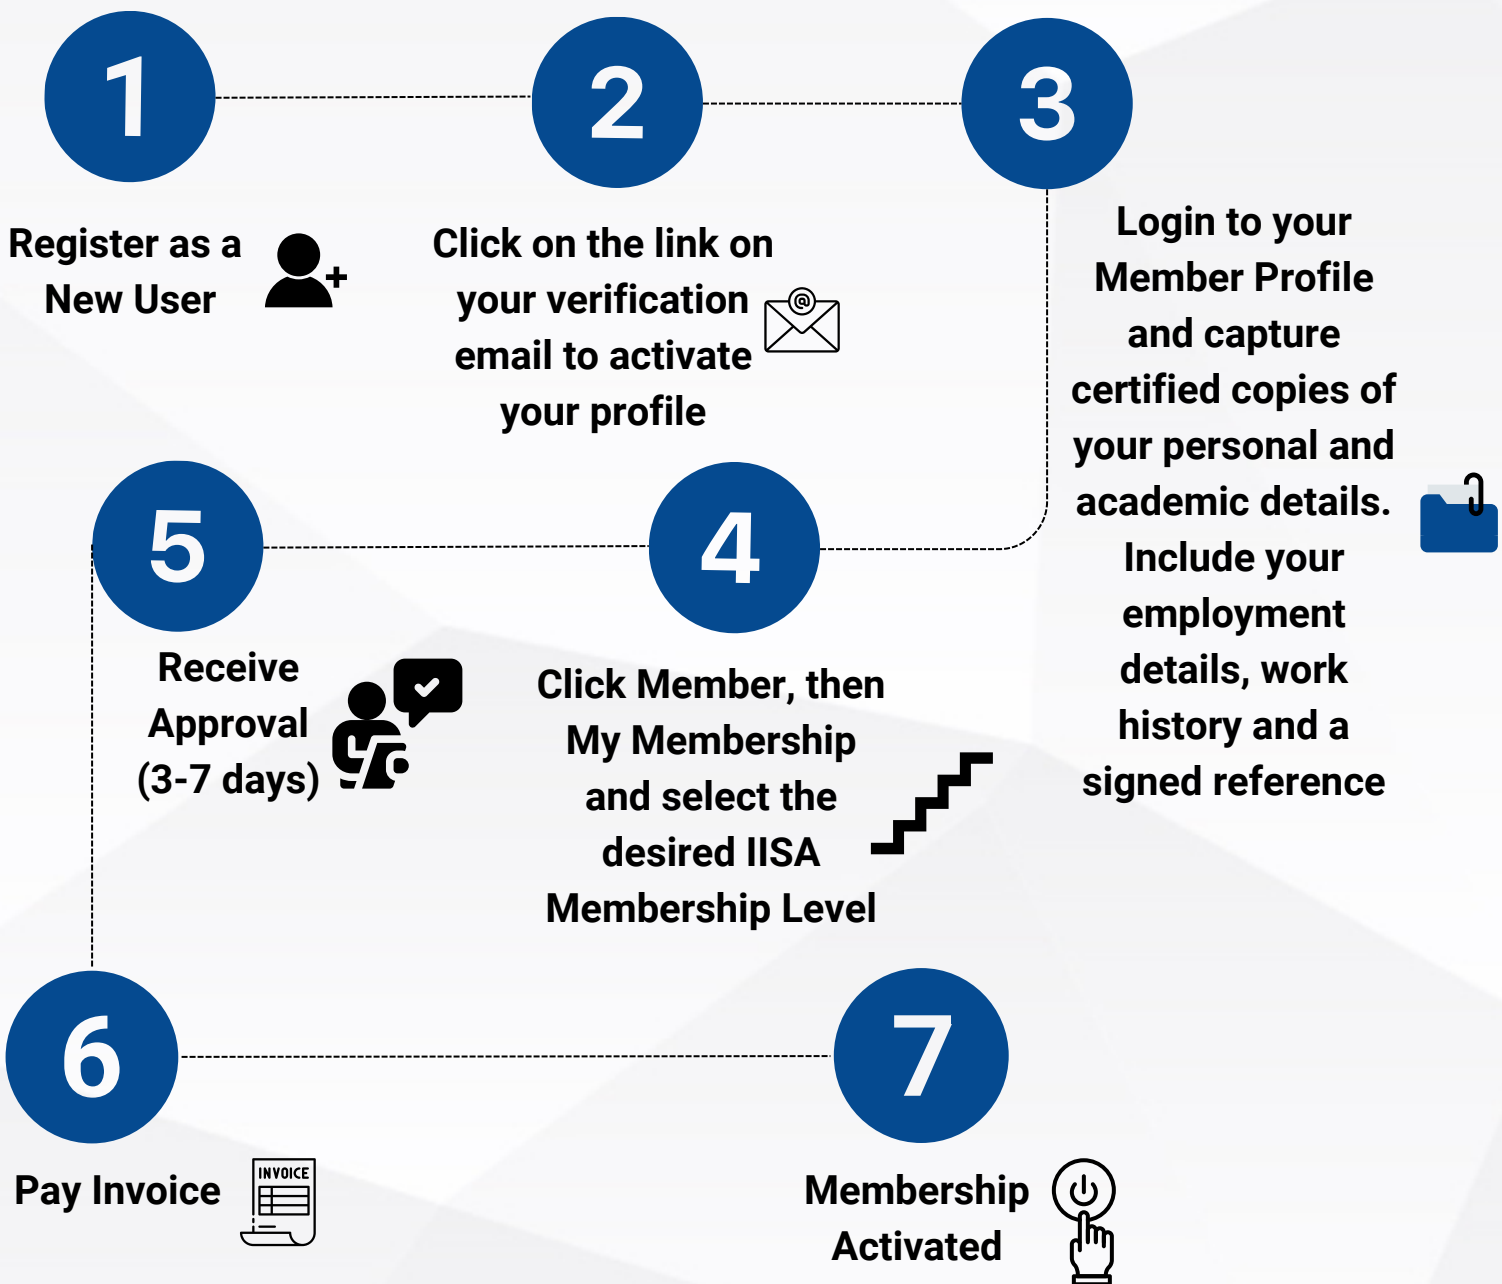 1
Register as a
New User
2
Click on the link on
your verification
email to activate
your profile
@
3
Login to your
Member Profile
and capture
certified copies of
your personal and
academic details.
Include your
employment
details, work
history and a
signed reference
4
Click Member, then
My Membership
and select the
desired IISA
Membership Level
5
Receive
Approval
(3-7 days)
6
Pay Invoice
INVOICE
7
Membership
Activated